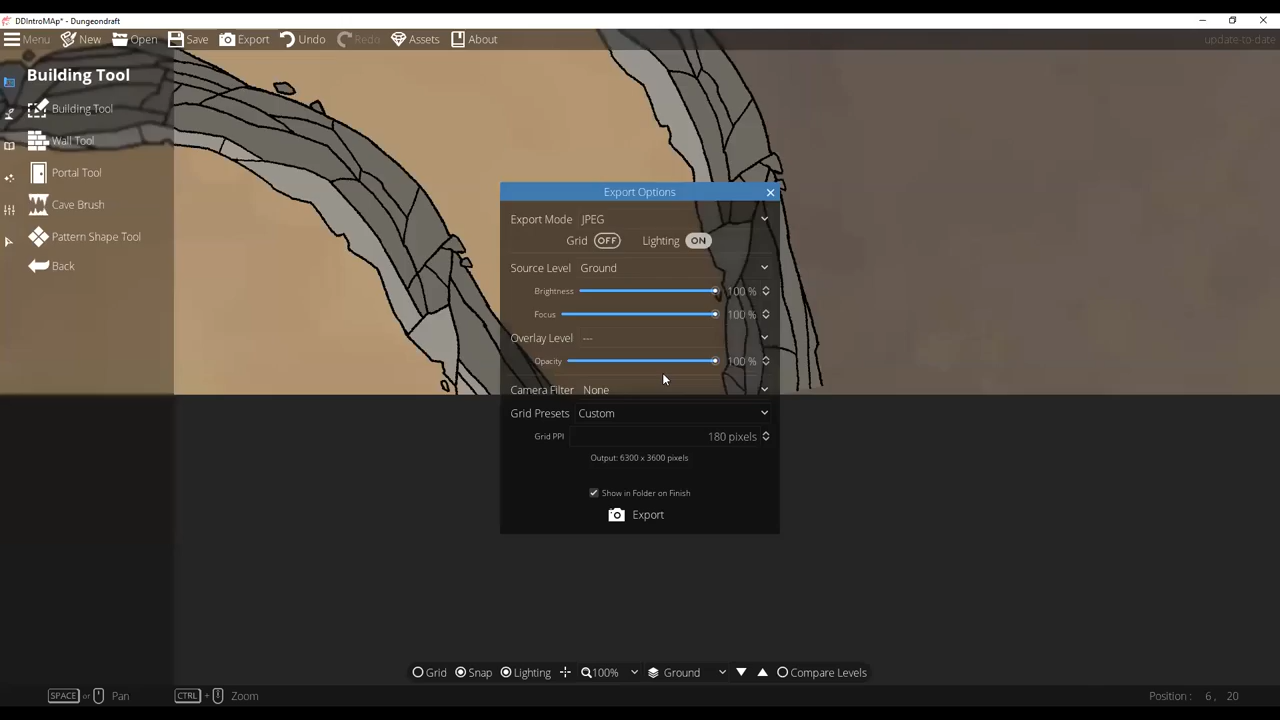 DDIntroMAp* - Dungeondraft
Menu New Open Save Export Undo Redo Assets About update-to-date
Building Tool
Building Tool
Wall Tool
Portal Tool
Cave Brush
Pattern Shape Tool
Back
Export Options
Export Mode JPEG
Grid OFF Lighting ON
Source Level Ground
Brightness 100 %
Focus 100 %
Overlay Level ---
Opacity 100 %
Camera Filter None
Grid Presets Custom
Grid PPI 180 pixels
Output: 6300 x 3600 pixels
Show in Folder on Finish
Export
Grid Snap Lighting 100% Ground Compare Levels
SPACE or Pan CTRL + Zoom Position : 6 , 20